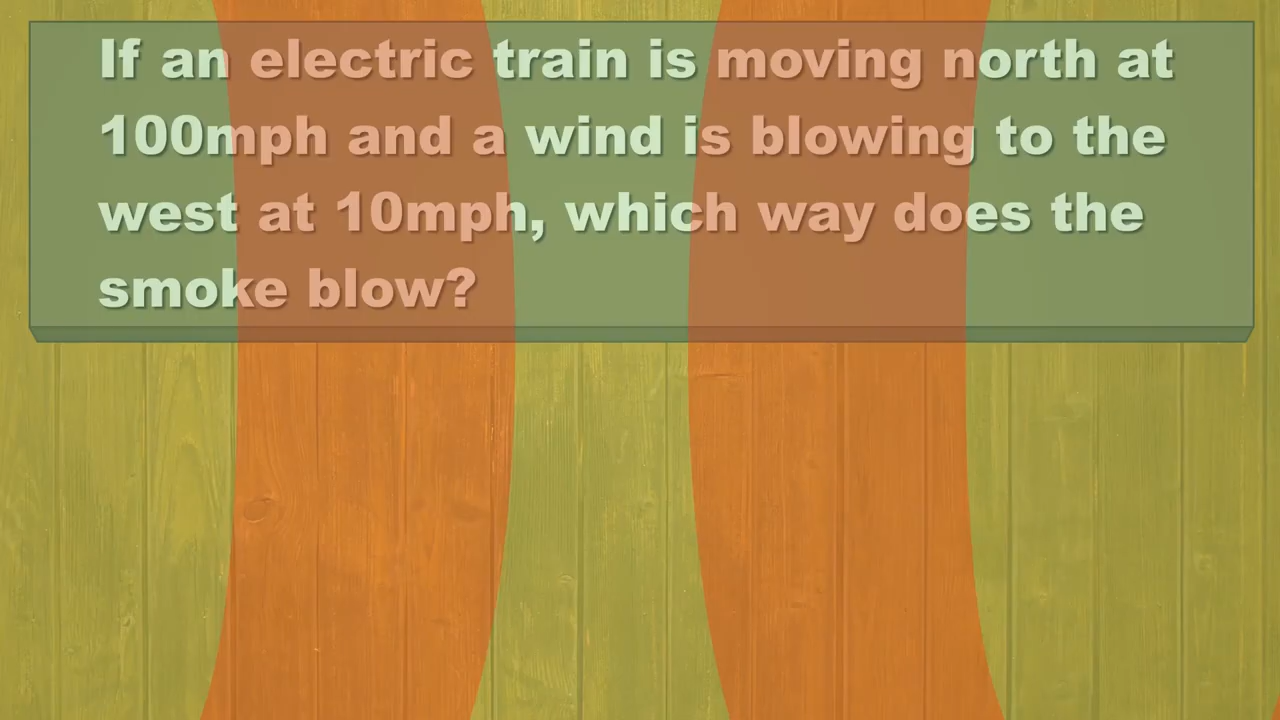 If an electric train is moving north at
100mph and a wind is blowing to the
west at 10mph, which way does the
smoke blow?